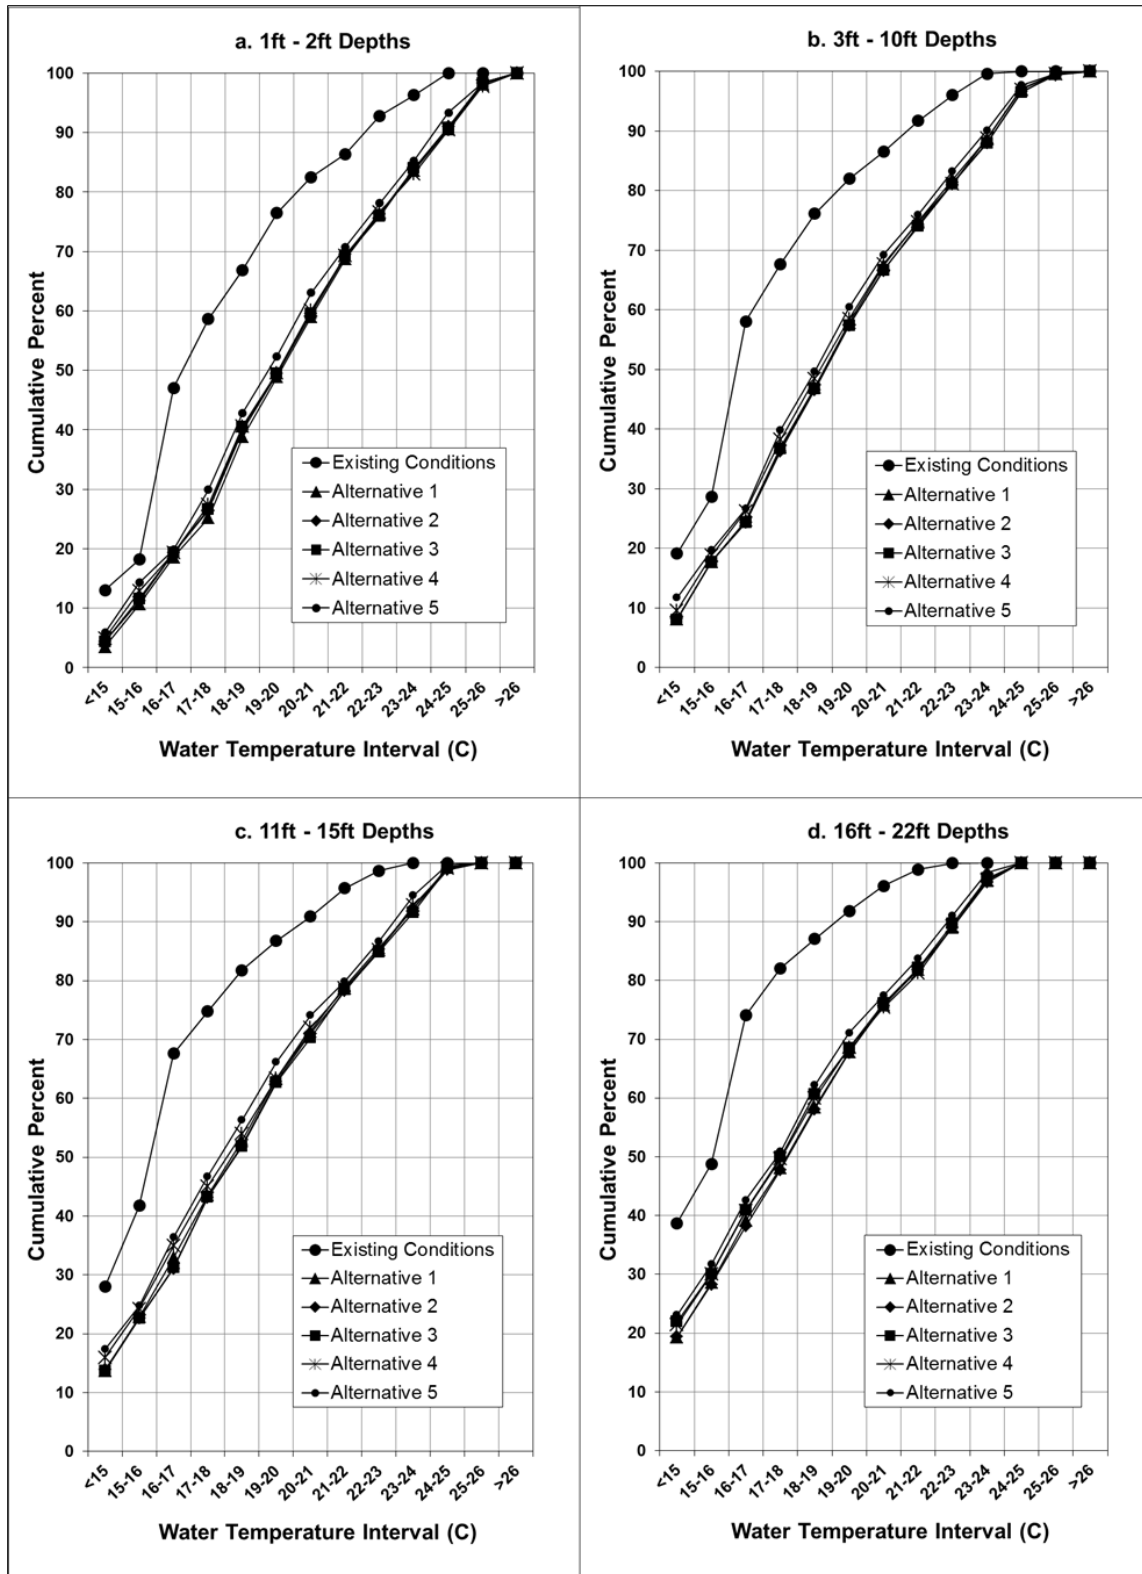 a. 1ft - 2ft Depths
Cumulative Percent
100
90
80
70
60
50
40
30
20
10
0
Existing Conditions
Alternative 1
Alternative 2
Alternative 3
Alternative 4
Alternative 5
<15 15-16 16-17 17-18 18-19 19-20 20-21 21-22 22-23 23-24 24-25 25-26 >26
Water Temperature Interval (C)
b. 3ft - 10ft Depths
Cumulative Percent
100
90
80
70
60
50
40
30
20
10
0
Existing Conditions
Alternative 1
Alternative 2
Alternative 3
Alternative 4
Alternative 5
<15 15-16 16-17 17-18 18-19 19-20 20-21 21-22 22-23 23-24 24-25 25-26 >26
Water Temperature Interval (C)
c. 11ft - 15ft Depths
Cumulative Percent
100
90
80
70
60
50
40
30
20
10
0
Existing Conditions
Alternative 1
Alternative 2
Alternative 3
Alternative 4
Alternative 5
<15 15-16 16-17 17-18 18-19 19-20 20-21 21-22 22-23 23-24 24-25 25-26 >26
Water Temperature Interval (C)
d. 16ft - 22ft Depths
Cumulative Percent
100
90
80
70
60
50
40
30
20
10
0
Existing Conditions
Alternative 1
Alternative 2
Alternative 3
Alternative 4
Alternative 5
<15 15-16 16-17 17-18 18-19 19-20 20-21 21-22 22-23 23-24 24-25 25-26 >26
Water Temperature Interval (C)